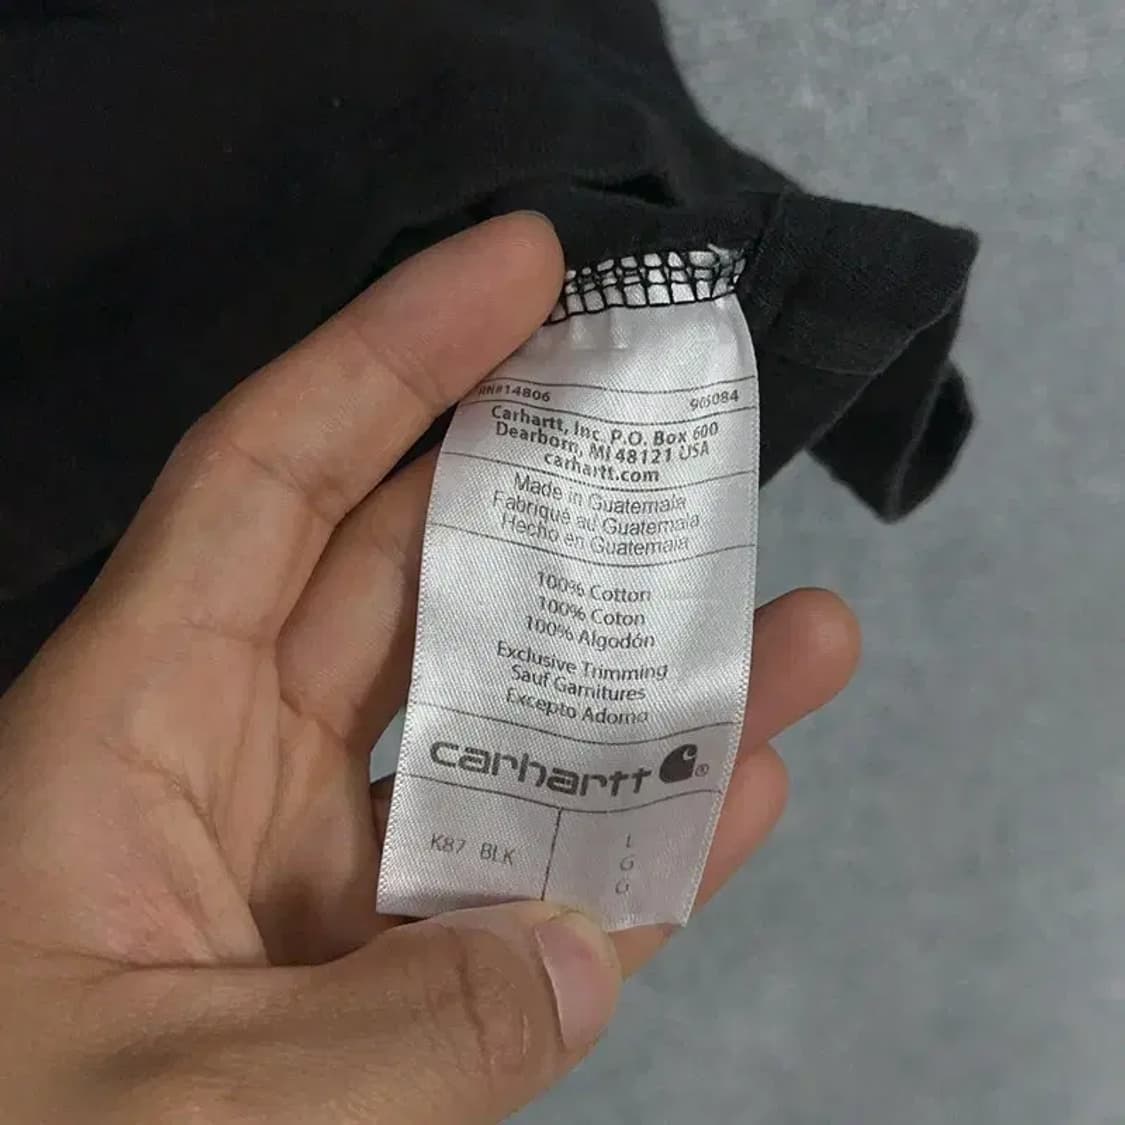 RN#14806 905084
Carhartt, Inc. P.O. Box 600
Dearborn, MI 48121 USA
carhartt.com
Made in Guatemala
Fabriqué au Guatemala
Hecho en Guatemala
100% Cotton
100% Coton
100% Algodón
Exclusive Trimming
Sauf Garnitures
Excepto Adorno
carhartt ®
K87 BLK
L
G
G